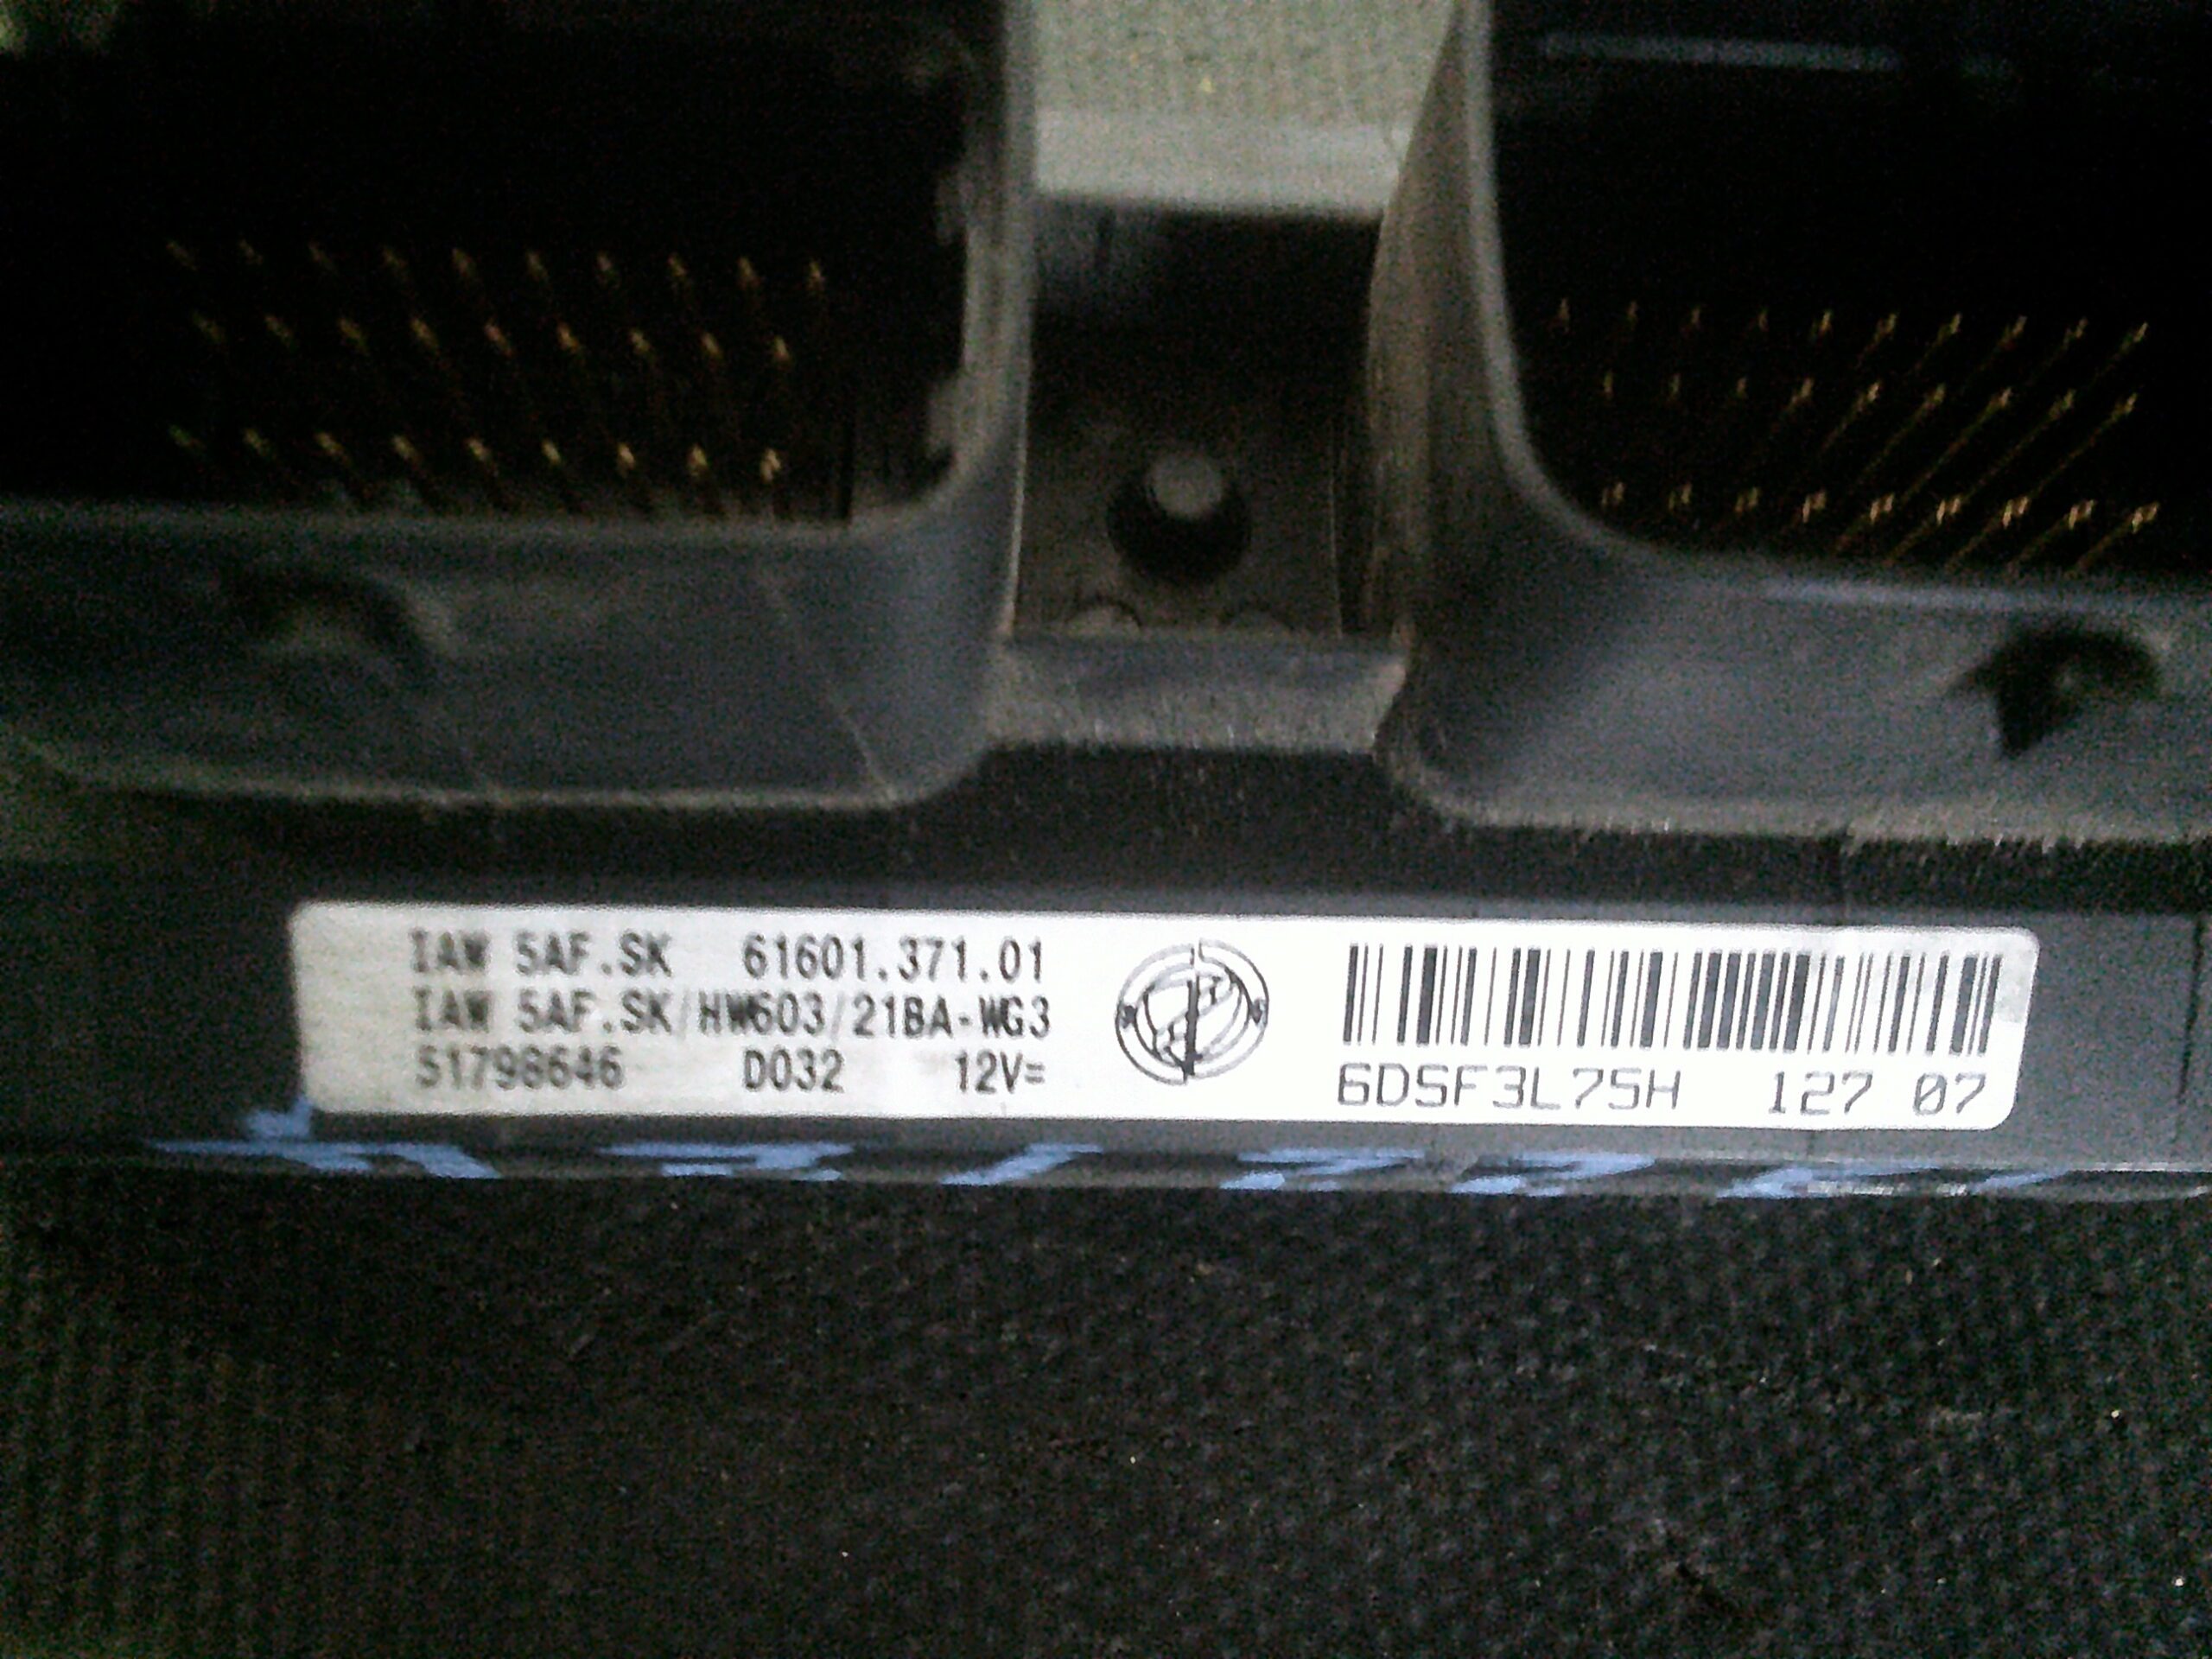 IAW 5AF.SK 61601.371.01
IAW 5AF.SK/HW603/21BA-WG3
51798646 D032 12V=
6DSF3L75H 127 07